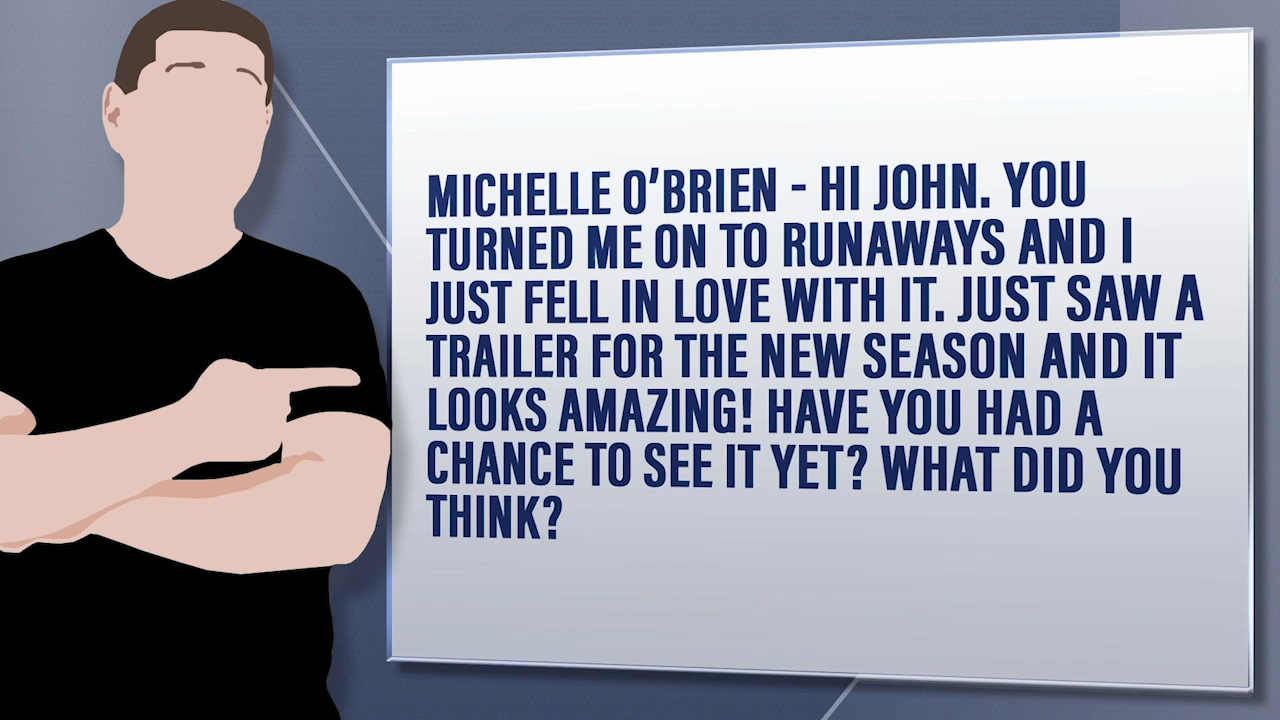 MICHELLE O'BRIEN - HI JOHN. YOU
TURNED ME ON TO RUNAWAYS AND I
JUST FELL IN LOVE WITH IT. JUST SAW A
TRAILER FOR THE NEW SEASON AND IT
LOOKS AMAZING! HAVE YOU HAD A
CHANCE TO SEE IT YET? WHAT DID YOU
THINK?